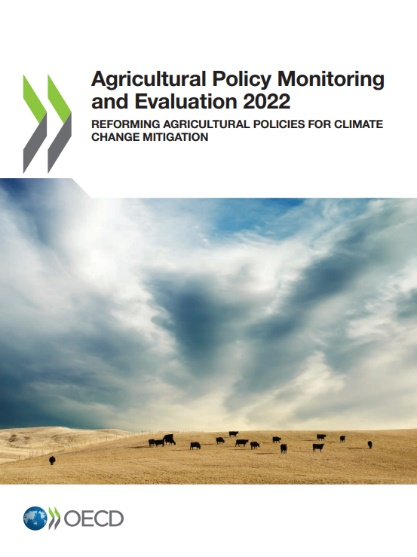 Agricultural Policy Monitoring
and Evaluation 2022
REFORMING AGRICULTURAL POLICIES FOR CLIMATE
CHANGE MITIGATION
OECD